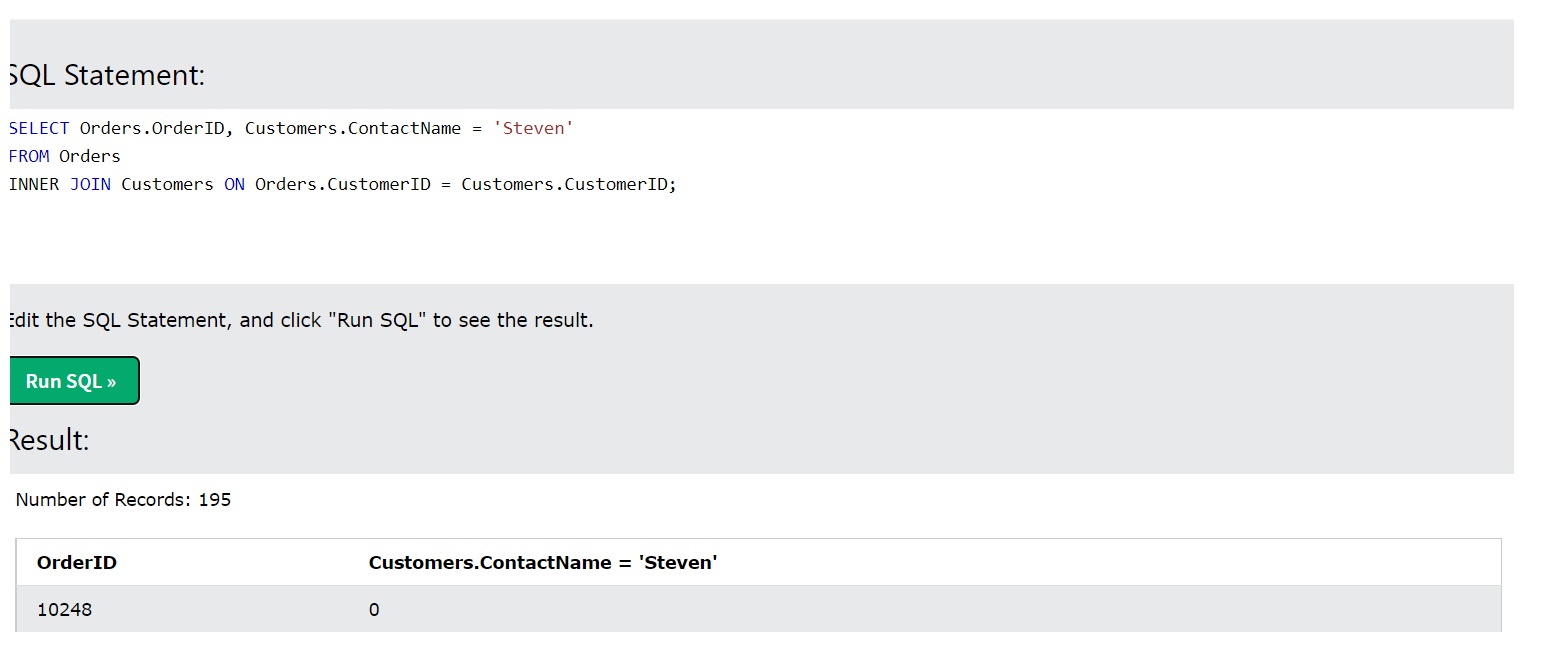 SQL Statement:
SELECT Orders.OrderID, Customers.ContactName = 'Steven'
FROM Orders
INNER JOIN Customers ON Orders.CustomerID = Customers.CustomerID;
Edit the SQL Statement, and click "Run SQL" to see the result.
Run SQL »
Result:
Number of Records: 195
OrderID Customers.ContactName = 'Steven'
10248 0